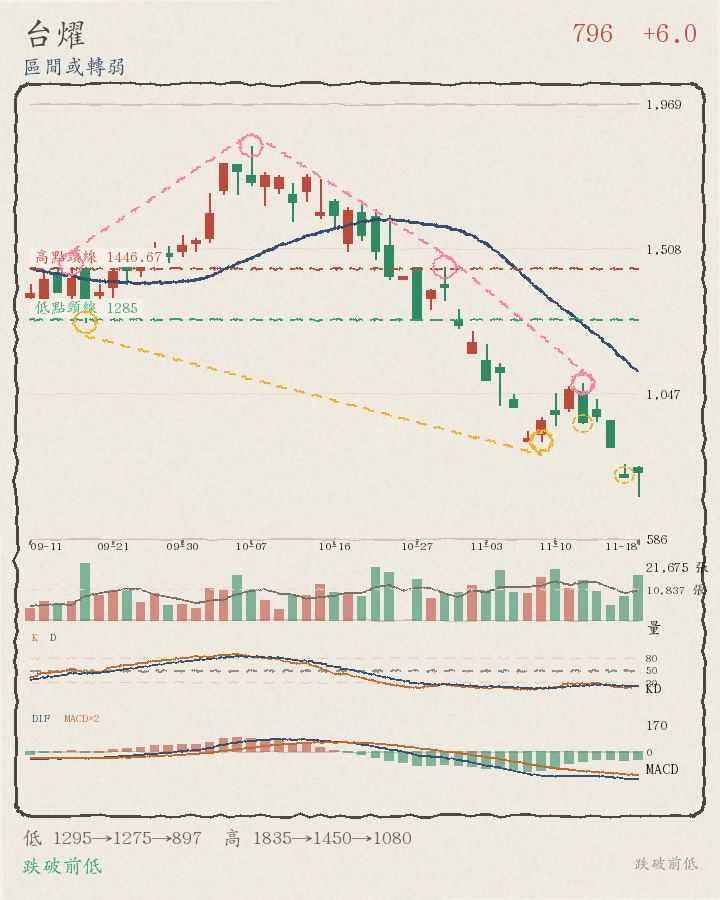 台燿
796 +6.0
區間或轉弱
1,969
高點頸線 1446.67
1,508
低點頸線 1285
1,047
586
09-11 09-21 09-30 10-07 10-16 10-27 11-03 11-10 11-18
21,675 張
10,837 張
量
K D
80
50
20
KD
DIF MACD×2
170
0
MACD
低 1295→1275→897 高 1835→1450→1080
跌破前低
跌破前低